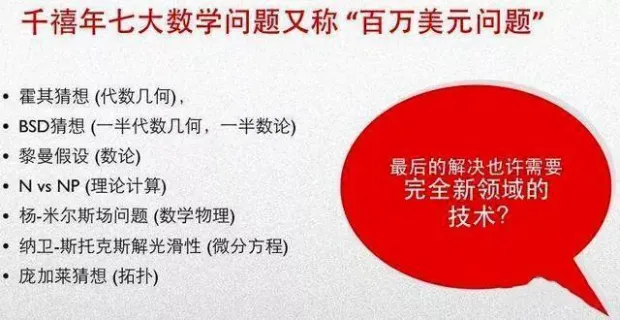 千禧年七大数学问题又称 “百万美元问题”
• 霍其猜想 (代数几何)，
• BSD猜想 (一半代数几何，一半数论)
• 黎曼假设 (数论)
• N vs NP (理论计算)
• 杨-米尔斯场问题 (数学物理)
• 纳卫-斯托克斯解光滑性 (微分方程)
• 庞加莱猜想 (拓扑)
最后的解决也许需要
完全新领域的
技术?